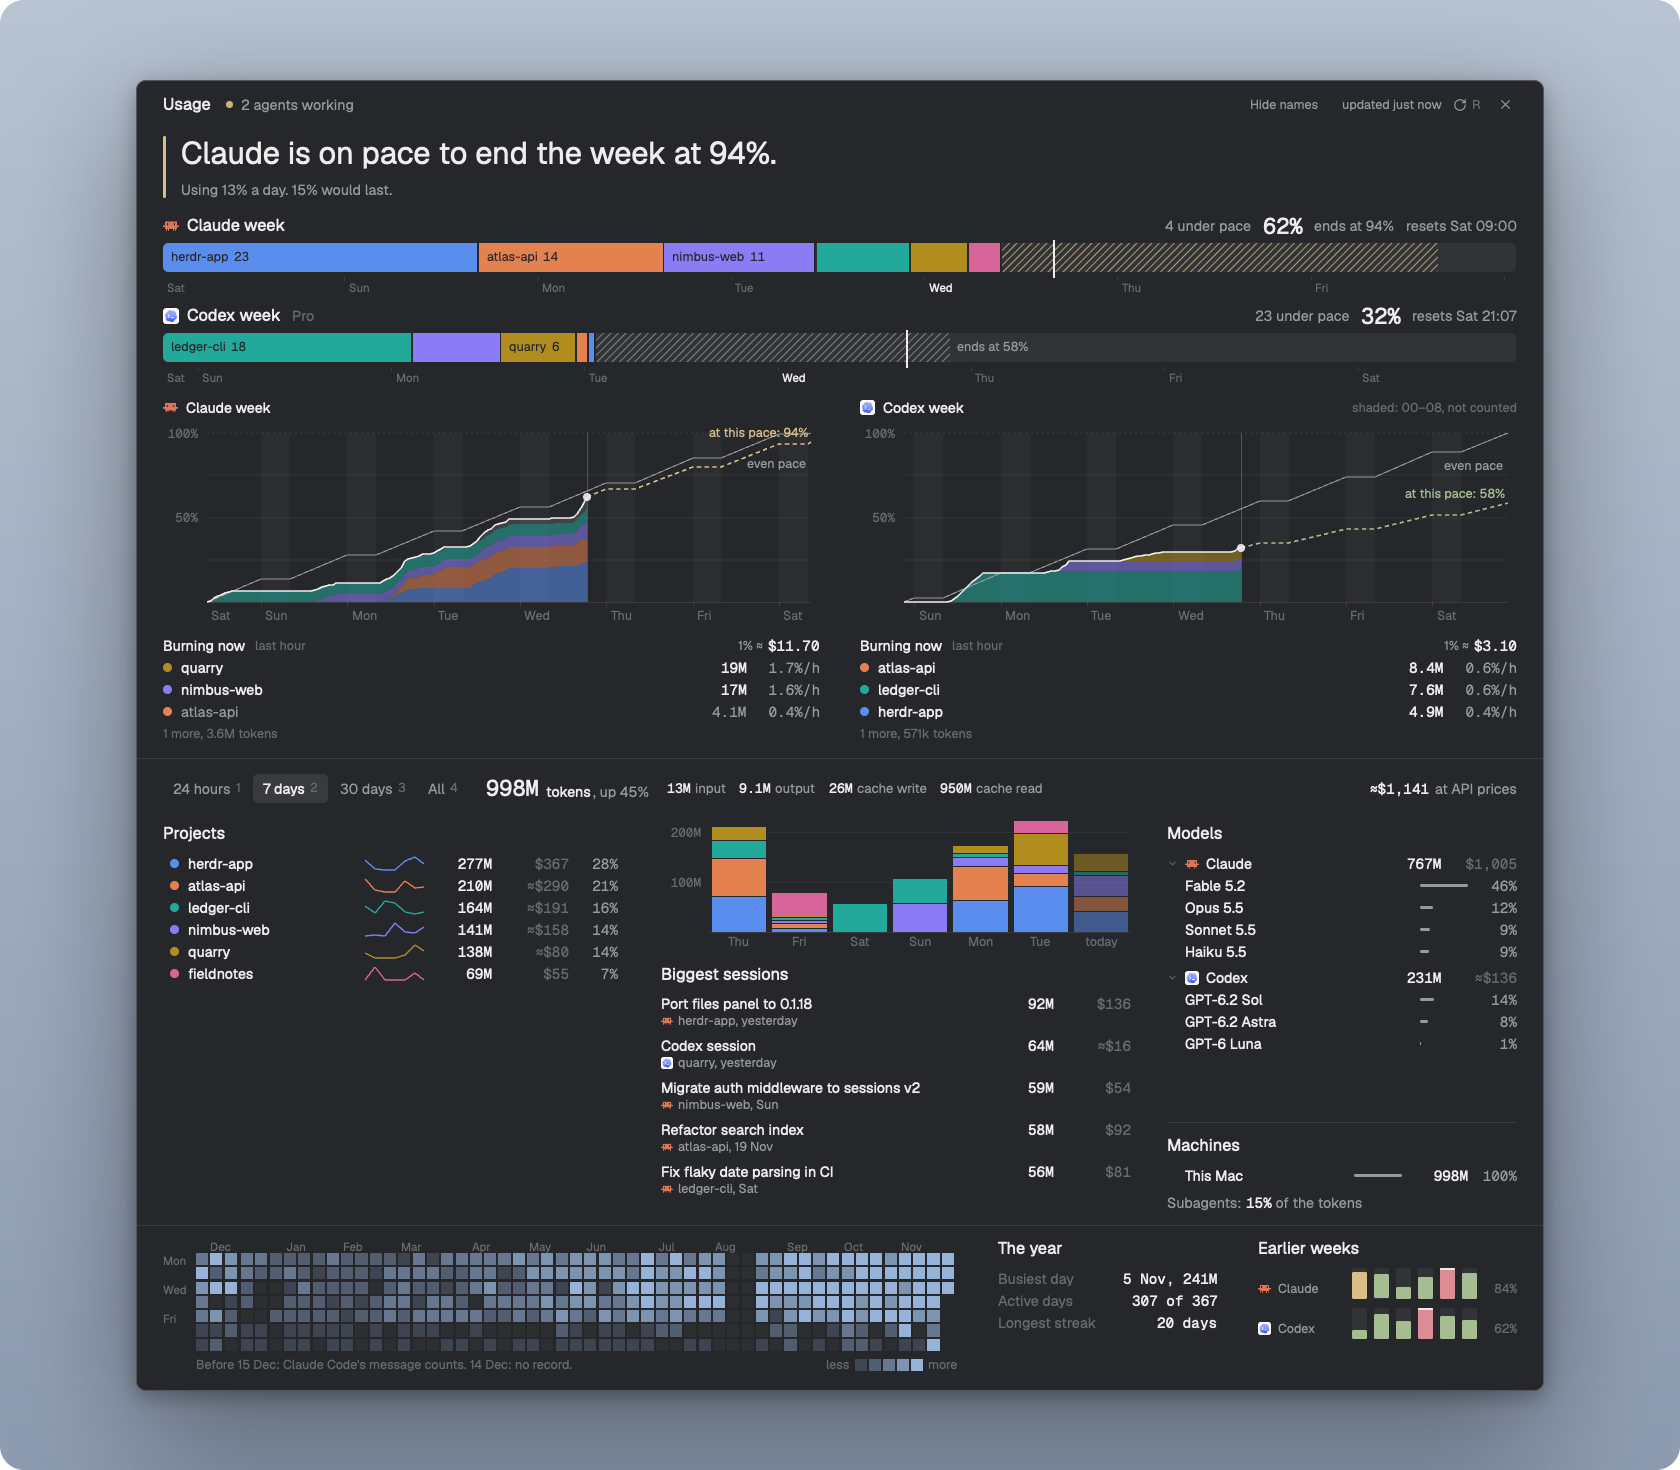 Usage 2 agents working Hide names updated just now R
Claude is on pace to end the week at 94%.
Using 13% a day. 15% would last.
Claude week 4 under pace 62% ends at 94% resets Sat 09:00
herdr-app 23 atlas-api 14 nimbus-web 11
Sat Sun Mon Tue Wed Thu Fri
Codex week Pro 23 under pace 32% resets Sat 21:07
ledger-cli 18 quarry 6 ends at 58%
Sat Sun Mon Tue Wed Thu Fri Sat
Claude week
100% at this pace: 94%
even pace
50%
Sat Sun Mon Tue Wed Thu Fri Sat
Codex week shaded: 00–08, not counted
100%
even pace
at this pace: 58%
50%
Sun Mon Tue Wed Thu Fri Sat
Burning now last hour 1% ≈ $11.70
quarry 19M 1.7%/h
nimbus-web 17M 1.6%/h
atlas-api 4.1M 0.4%/h
1 more, 3.6M tokens
Burning now last hour 1% ≈ $3.10
atlas-api 8.4M 0.6%/h
ledger-cli 7.6M 0.6%/h
herdr-app 4.9M 0.4%/h
1 more, 571k tokens
24 hours 1 7 days 2 30 days 3 All 4 998M tokens, up 45% 13M input 9.1M output 26M cache write 950M cache read ≈$1,141 at API prices
Projects
herdr-app 277M $367 28%
atlas-api 210M ≈$290 21%
ledger-cli 164M ≈$191 16%
nimbus-web 141M ≈$158 14%
quarry 138M ≈$80 14%
fieldnotes 69M $55 7%
200M
100M
Thu Fri Sat Sun Mon Tue today
Biggest sessions
Port files panel to 0.1.18 92M $136
herdr-app, yesterday
Codex session 64M ≈$16
quarry, yesterday
Migrate auth middleware to sessions v2 59M $54
nimbus-web, Sun
Refactor search index 58M $92
atlas-api, 19 Nov
Fix flaky date parsing in CI 56M $81
ledger-cli, Sat
Models
Claude 767M $1,005
Fable 5.2 46%
Opus 5.5 12%
Sonnet 5.5 9%
Haiku 5.5 9%
Codex 231M ≈$136
GPT-6.2 Sol 14%
GPT-6.2 Astra 8%
GPT-6 Luna 1%
Machines
This Mac 998M 100%
Subagents: 15% of the tokens
Dec Jan Feb Mar Apr May Jun Jul Aug Sep Oct Nov
Mon
Wed
Fri
Before 15 Dec: Claude Code's message counts. 14 Dec: no record. less more
The year
Busiest day 5 Nov, 241M
Active days 307 of 367
Longest streak 20 days
Earlier weeks
Claude 84%
Codex 62%